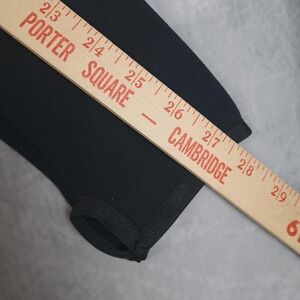 23 24 25 26 27 28 29
PORTER SQUARE — CAMBRIDGE